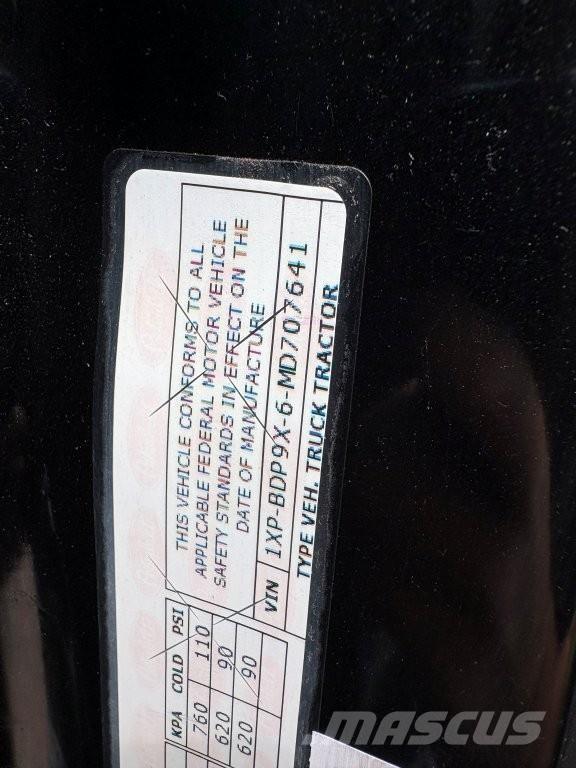 THIS VEHICLE CONFORMS TO ALL
APPLICABLE FEDERAL MOTOR VEHICLE
SAFETY STANDARDS IN EFFECT ON THE
DATE OF MANUFACTURE
VIN 1XP-BDP9X-6-MD707641
TYPE VEH. TRUCK TRACTOR
KPA COLD PSI
760 110
620 90
620 90
MASCUS